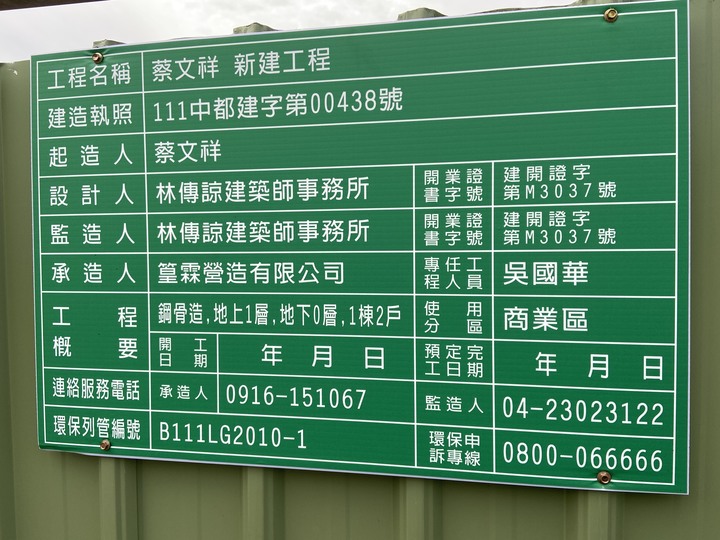 工程名稱 蔡文祥 新建工程
建造執照 111中都建字第00438號
起造人 蔡文祥
設計人 林傳諒建築師事務所 開業證書字號 建開證字第M3037號
監造人 林傳諒建築師事務所 開業證書字號 建開證字第M3037號
承造人 篁霖營造有限公司 專任工程人員 吳國華
工程概要 鋼骨造,地上1層,地下0層,1棟2戶 使用分區 商業區
開工日期 年 月 日 預定完工日期 年 月 日
連絡服務電話 承造人 0916-151067 監造人 04-23023122
環保列管編號 B111LG2010-1 環保申訴專線 0800-066666